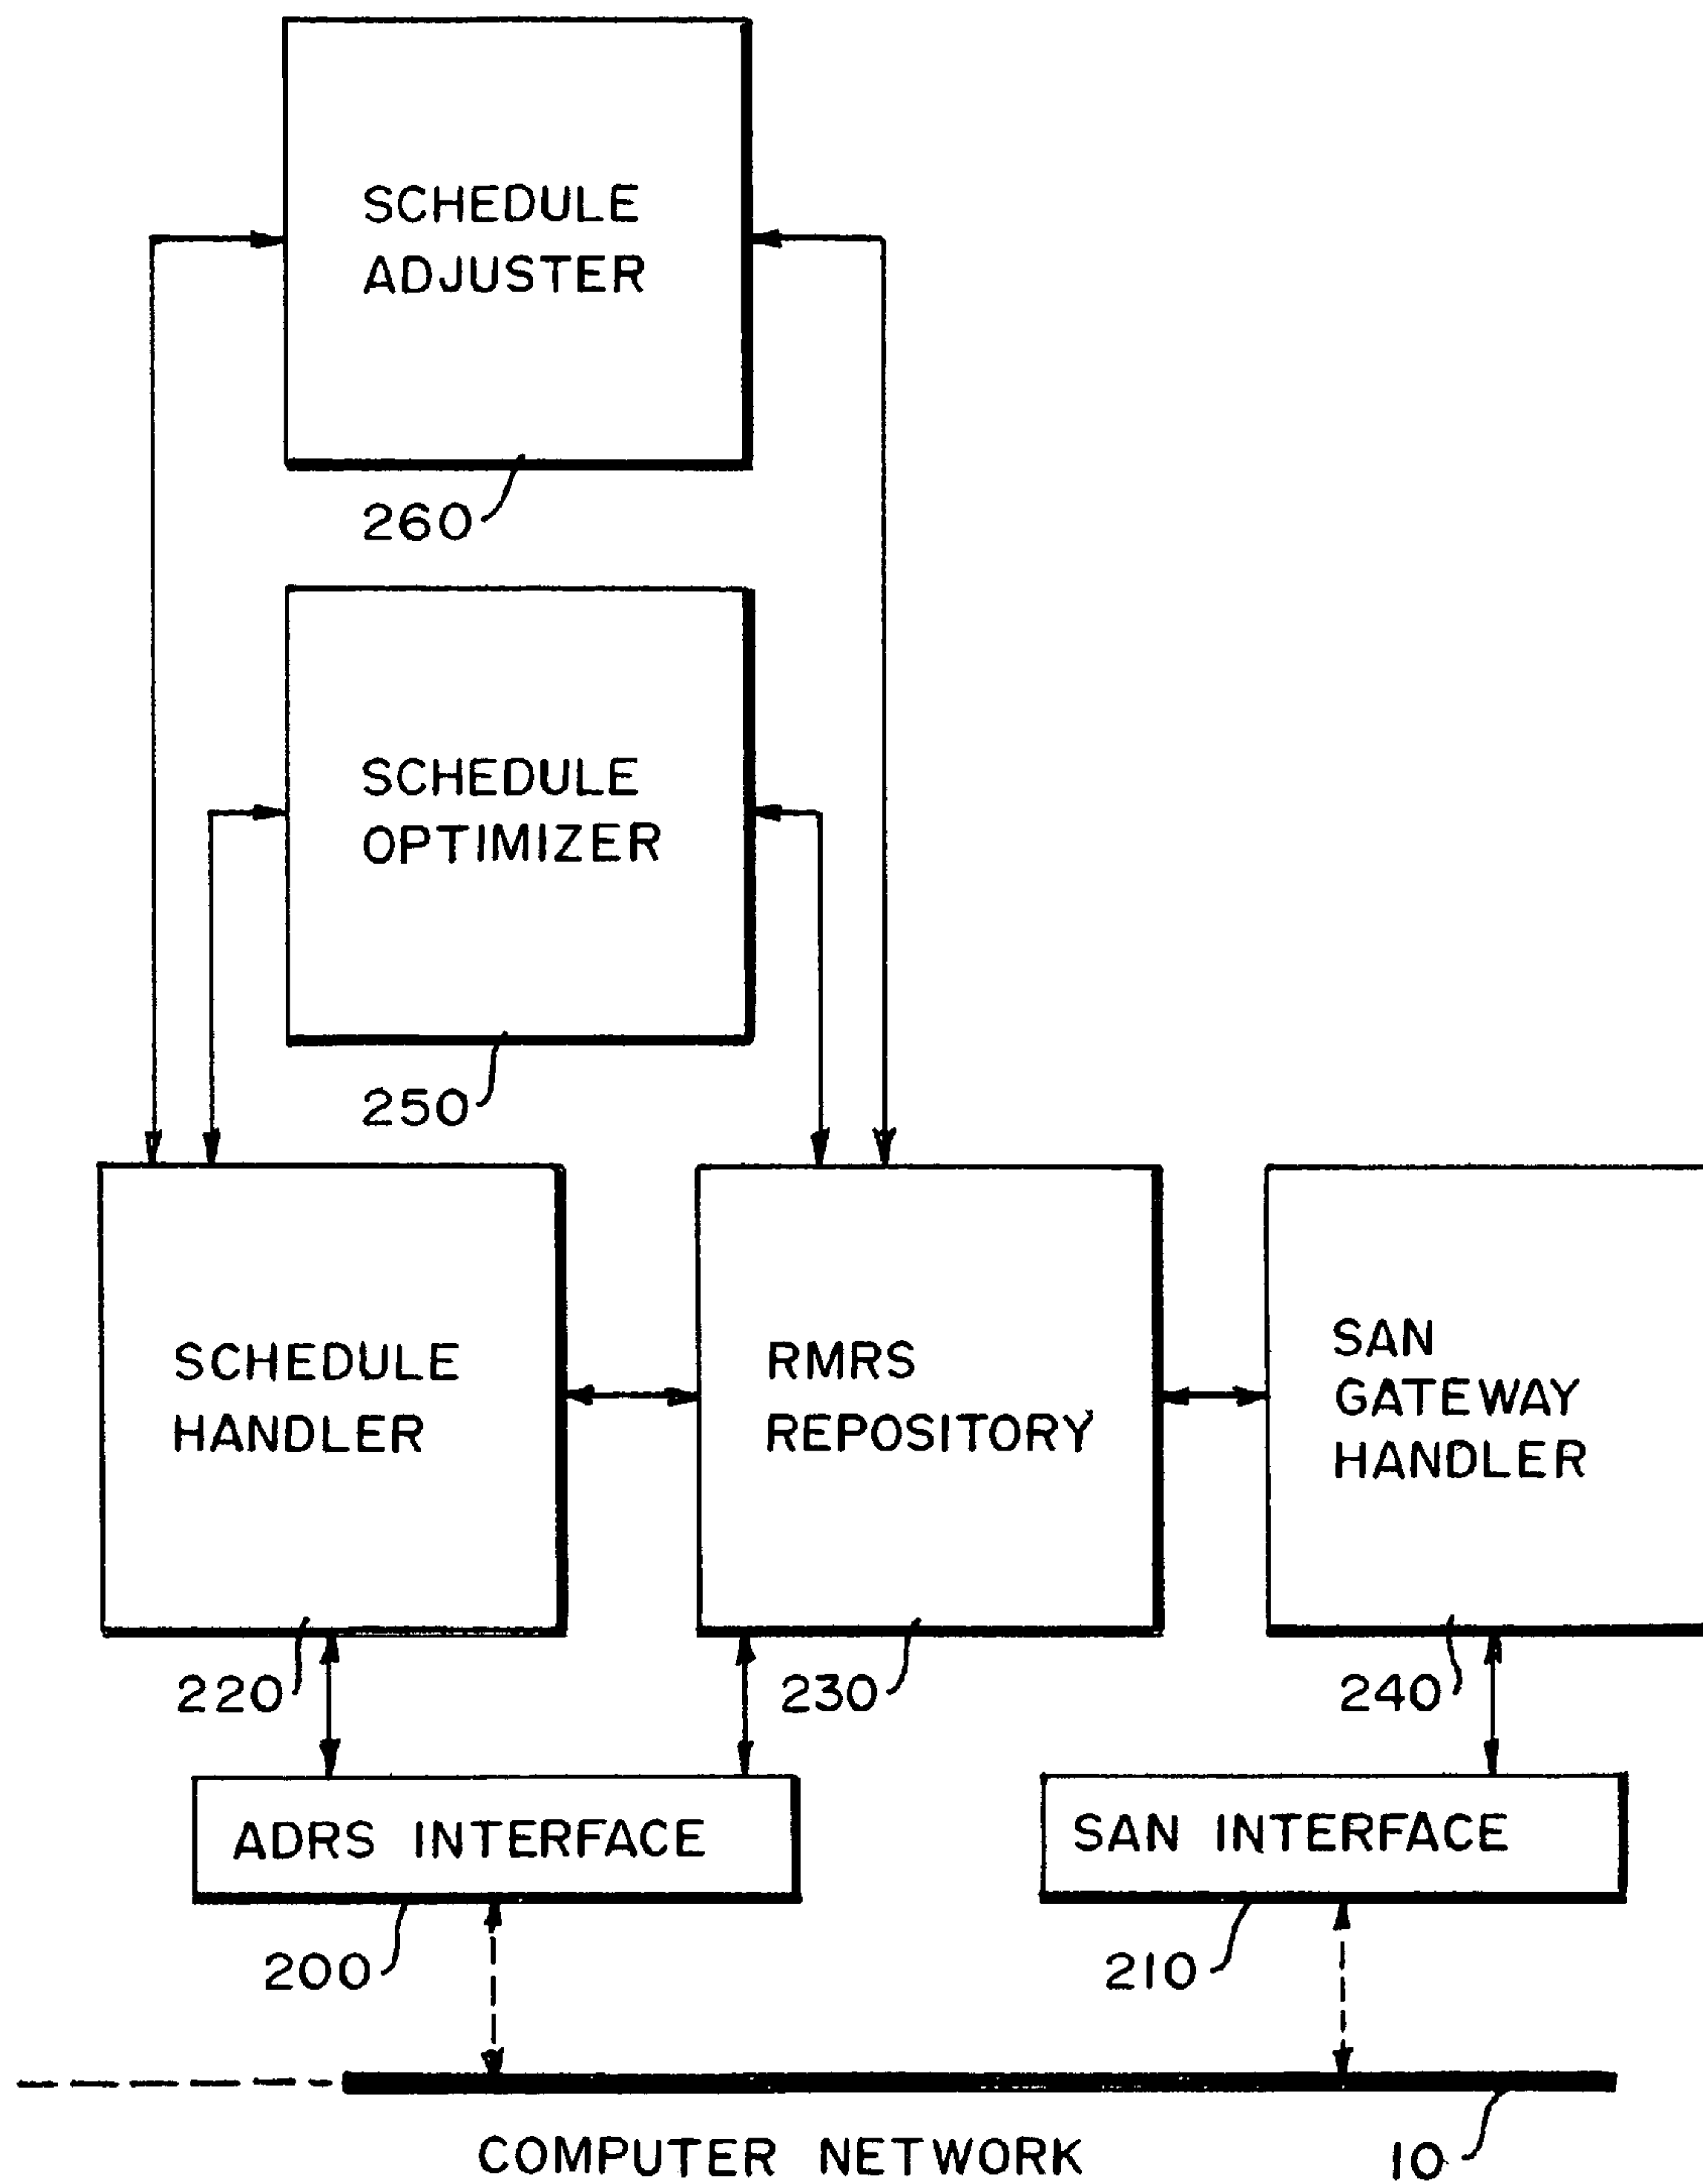 SCHEDULE
ADJUSTER
260
SCHEDULE
OPTIMIZER
250
SCHEDULE
HANDLER
220
RMRS
REPOSITORY
230
SAN
GATEWAY
HANDLER
240
ADRS INTERFACE
200
SAN INTERFACE
210
COMPUTER NETWORK
10